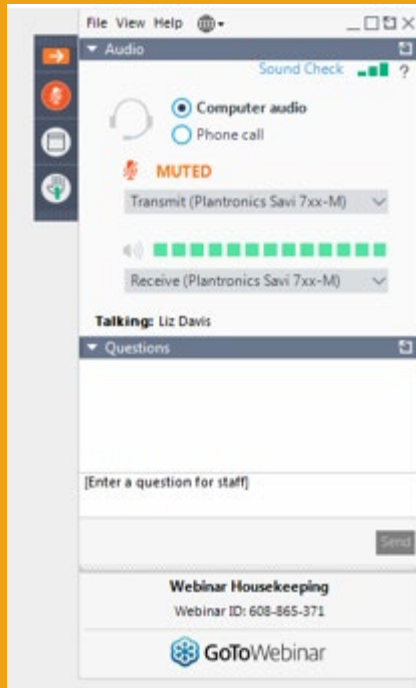 File View Help
Audio
Sound Check ?
Computer audio
Phone call
MUTED
Transmit (Plantronics Savi 7xx-M)
Receive (Plantronics Savi 7xx-M)
Talking: Liz Davis
Questions
[Enter a question for staff]
Send
Webinar Housekeeping
Webinar ID: 608-865-371
GoToWebinar